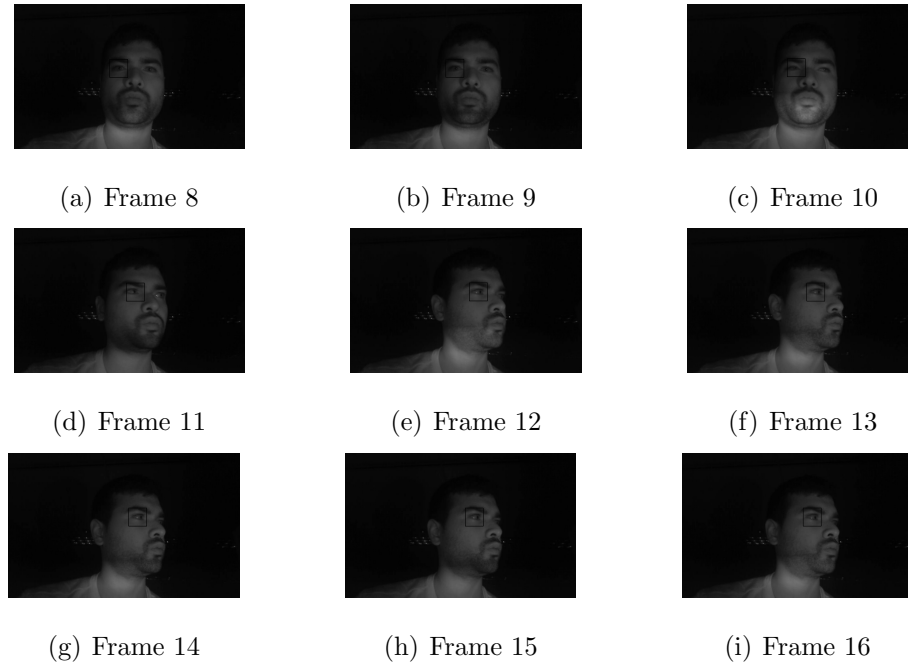 (a) Frame 8
(b) Frame 9
(c) Frame 10
(d) Frame 11
(e) Frame 12
(f) Frame 13
(g) Frame 14
(h) Frame 15
(i) Frame 16